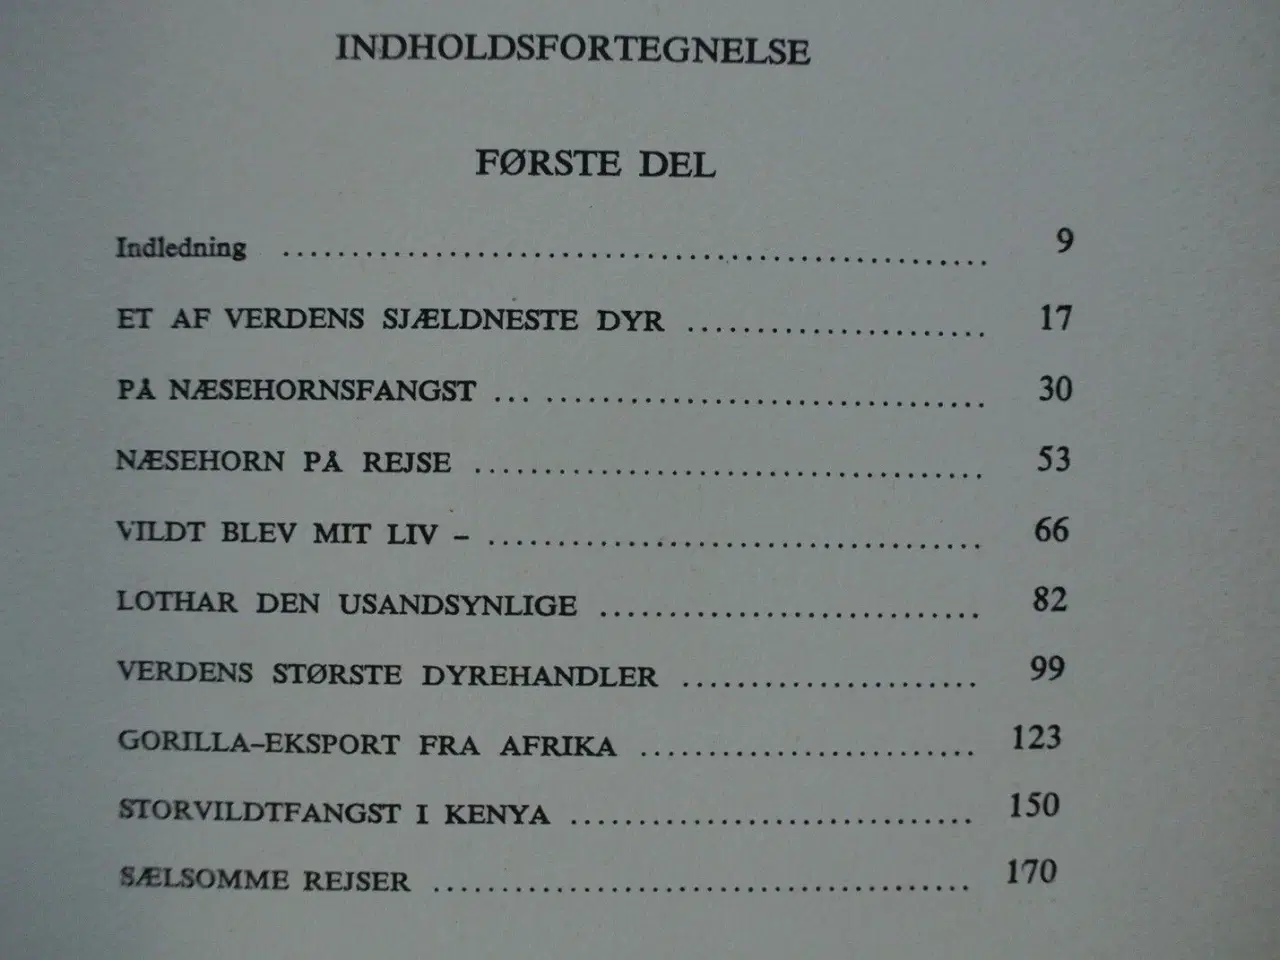 INDHOLDSFORTEGNELSE
FØRSTE DEL
Indledning ................................................... 9
ET AF VERDENS SJÆLDNESTE DYR ...................... 17
PÅ NÆSEHORNSFANGST ... ................................ 30
NÆSEHORN PÅ REJSE ..................................... 53
VILDT BLEV MIT LIV – .................................... 66
LOTHAR DEN USANDSYNLIGE ............................ 82
VERDENS STØRSTE DYREHANDLER ...................... 99
GORILLA–EKSPORT FRA AFRIKA ......................... 123
STORVILDTFANGST I KENYA .............................. 150
SÆLSOMME REJSER ....................................... 170